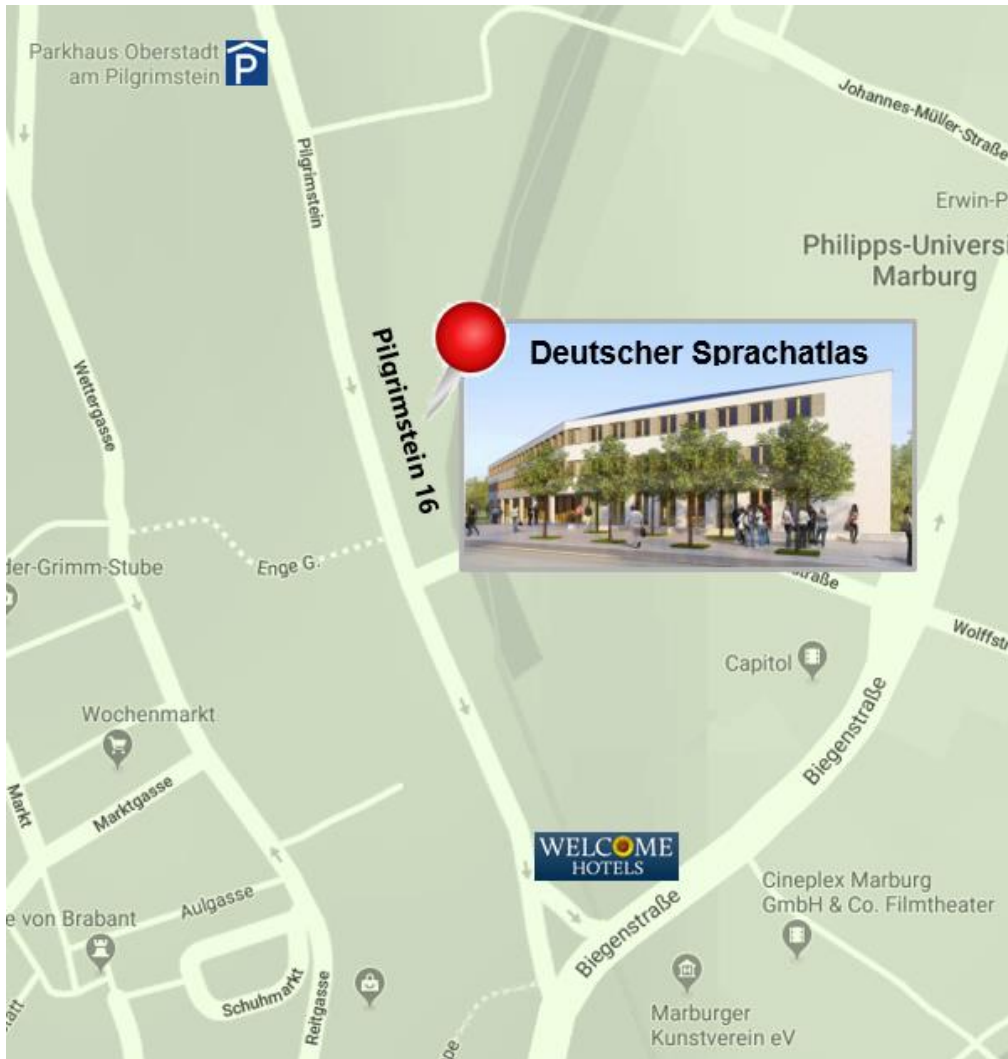 Parkhaus Oberstadt
am Pilgrimstein
P
Johannes-Müller-Straße
Pilgrimstein
Philipps-Universi
Marburg
Deutscher Sprachatlas
Pilgrimstein 16
Wettergasse
der-Grimm-Stube
Enge G.
straße
Wolffstr
Capitol
Wochenmarkt
Biegenstraße
Markt
Marktgasse
WELCOME
HOTELS
Cineplex Marburg
GmbH & Co. Filmtheater
Aulgasse
e von Brabant
Biegenstraße
Schuhmarkt
Reitgasse
Marburger
Kunstverein eV
Erwin-P